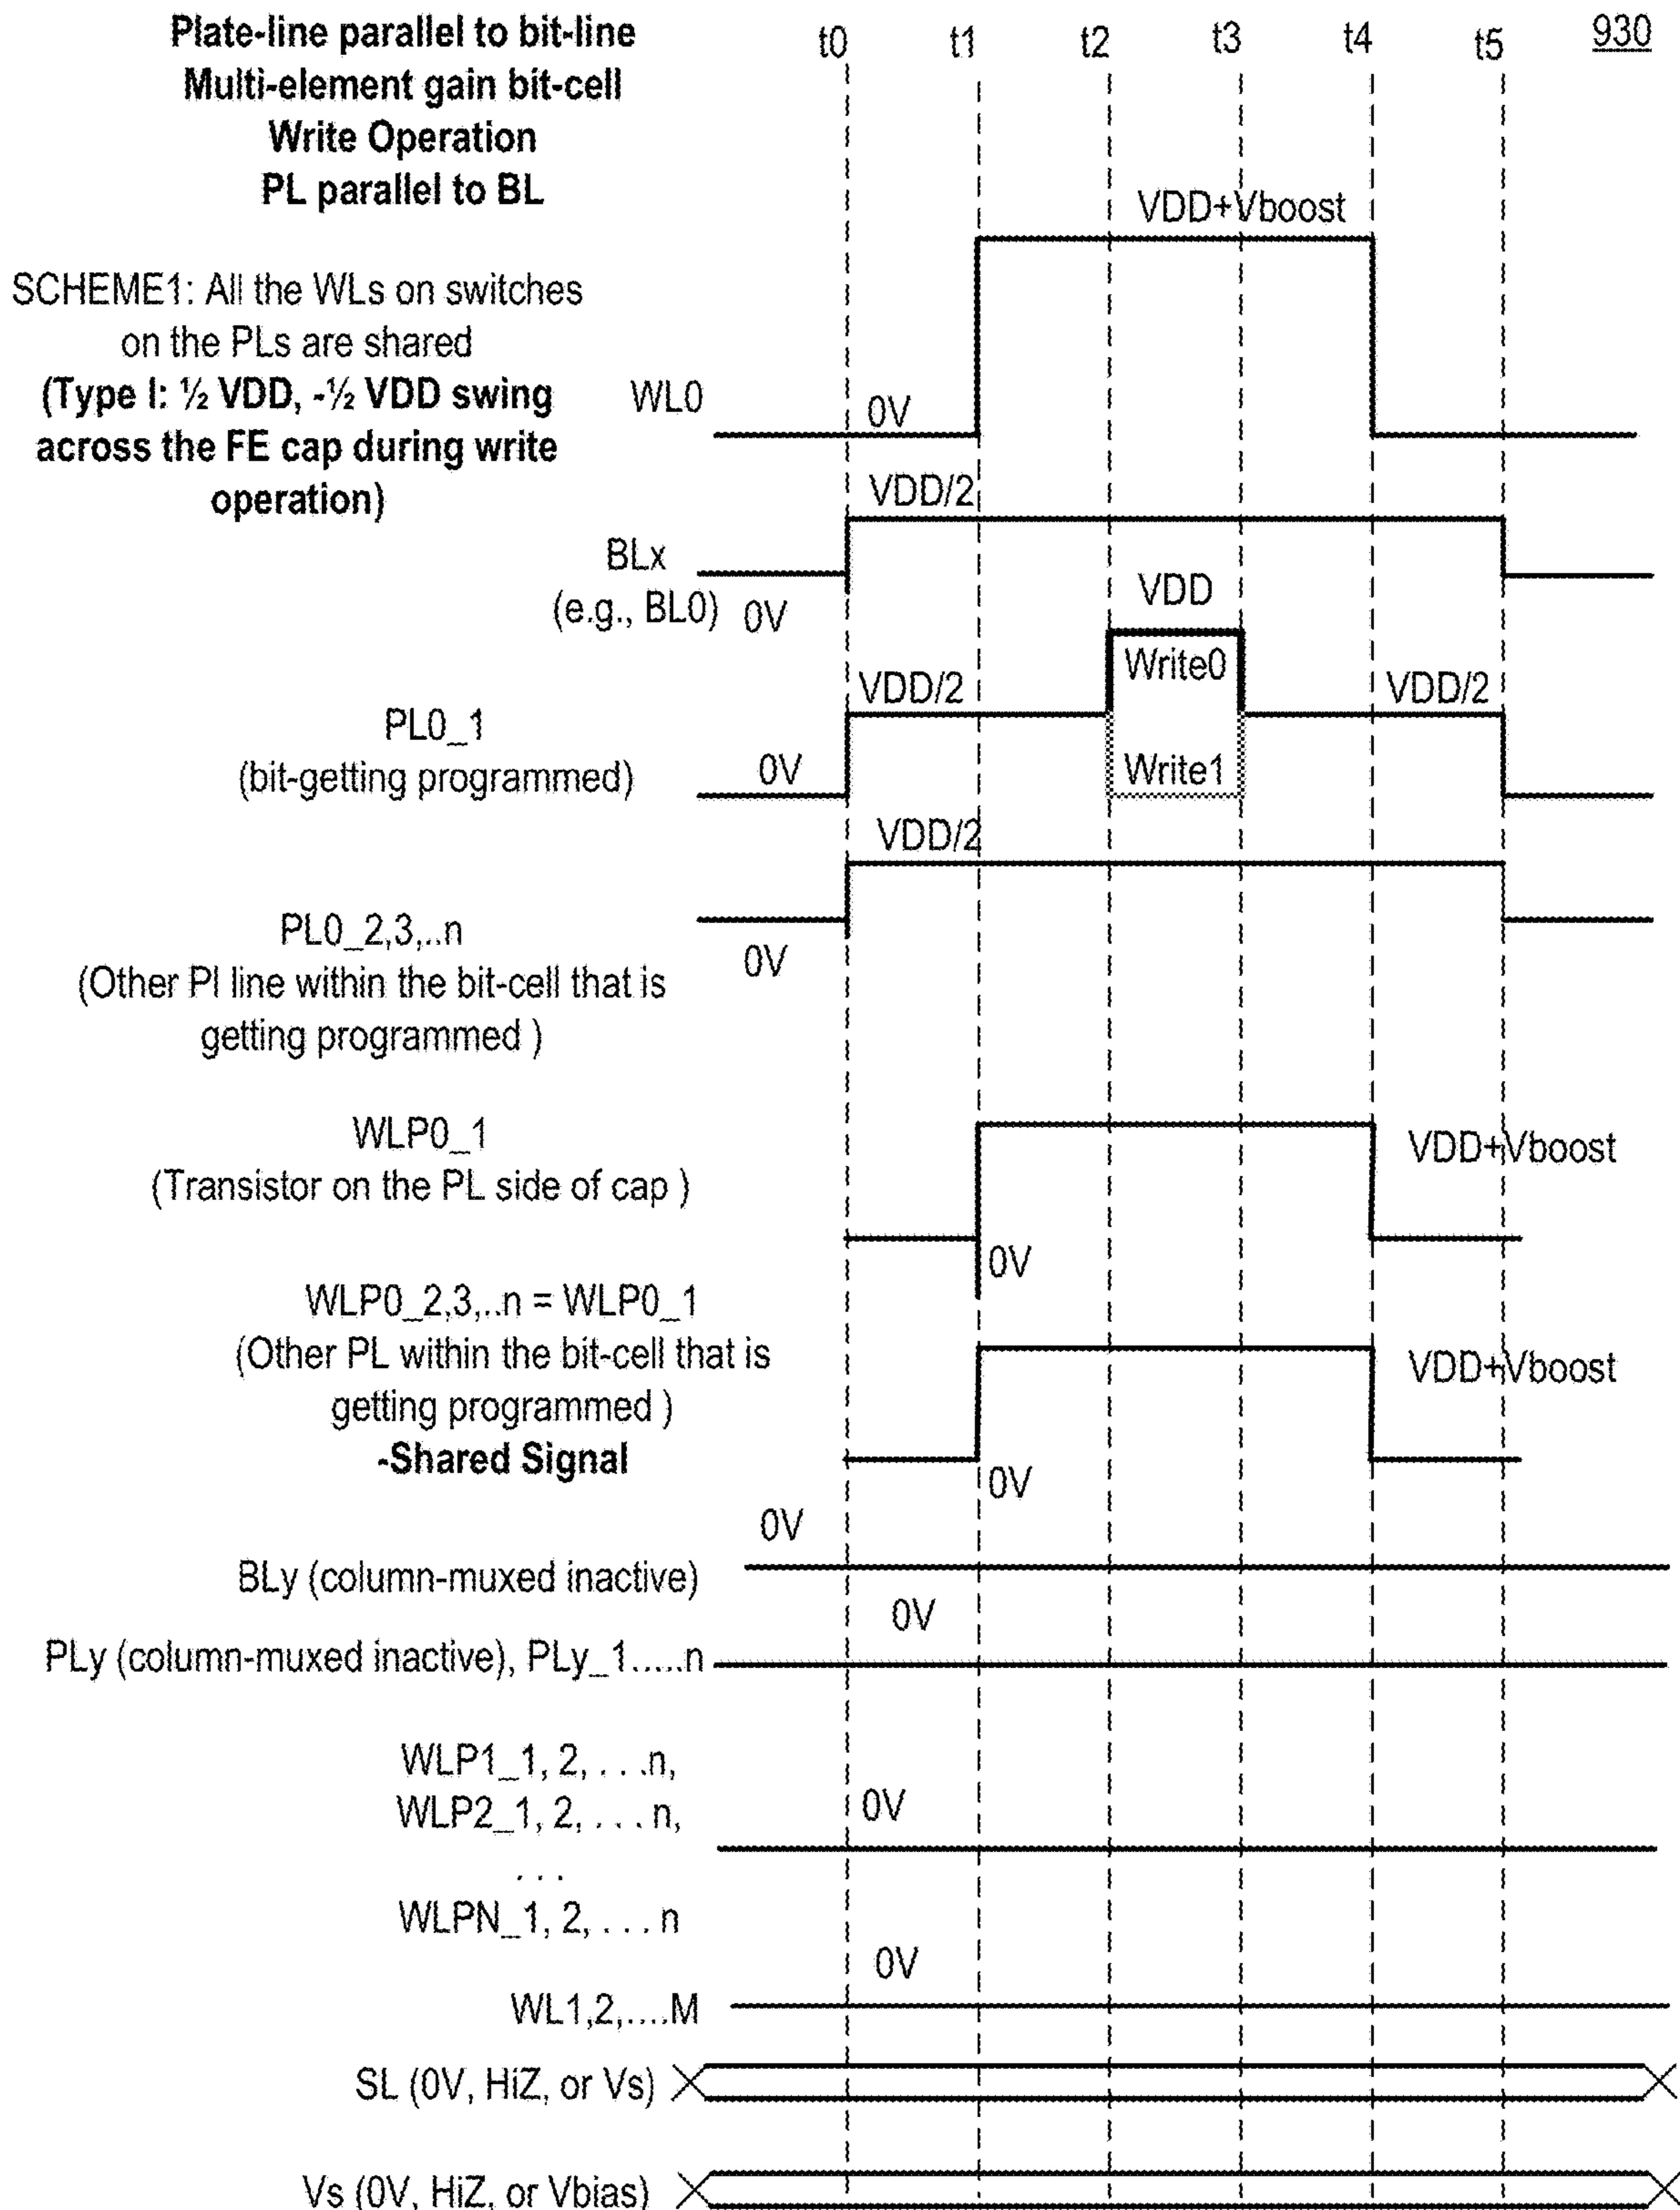 Plate-line parallel to bit-line
Multi-element gain bit-cell
Write Operation
PL parallel to BL
t0 t1 t2 t3 t4 t5 930
VDD+Vboost
SCHEME1: All the WLs on switches
on the PLs are shared
(Type I: ½ VDD, -½ VDD swing
across the FE cap during write
operation)
WL0 0V
VDD/2
BLx
(e.g., BL0) 0V
VDD
Write0
VDD/2 VDD/2
PL0_1
(bit-getting programmed) 0V
Write1
VDD/2
PL0_2,3,..n
(Other Pl line within the bit-cell that is
getting programmed )
0V
WLP0_1
(Transistor on the PL side of cap )
VDD+Vboost
0V
WLP0_2,3,..n = WLP0_1
(Other PL within the bit-cell that is
getting programmed )
-Shared Signal
VDD+Vboost
0V
0V
BLy (column-muxed inactive)
0V
PLy (column-muxed inactive), PLy_1.....n
WLP1_1, 2, . . .n,
WLP2_1, 2, . . . n,
. . .
WLPN_1, 2, . . . n
0V
0V
WL1,2,....M
SL (0V, HiZ, or Vs)
Vs (0V, HiZ, or Vbias)